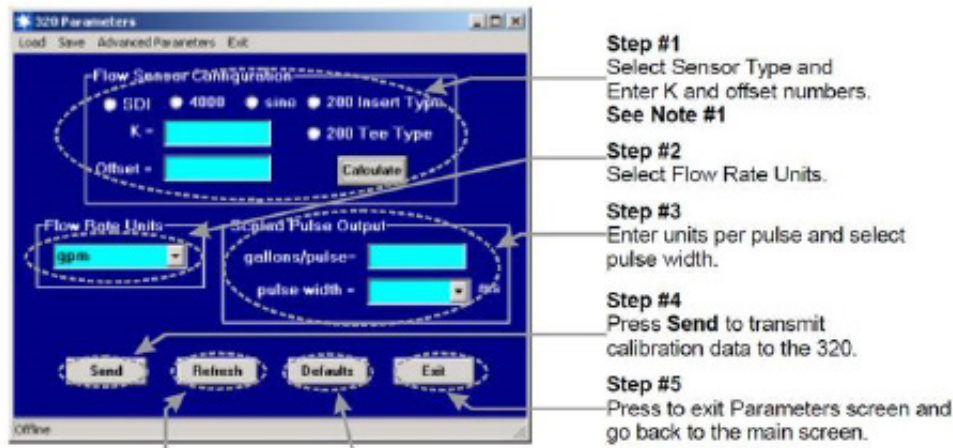 320 Parameters
Load Save Advanced Parameters Exit
Flow Sensor Configuration
SDI 4000 sine 200 Insert Type
K = 200 Tee Type
Offset = Calculate
Flow Rate Units
gpm
Scaled Pulse Output
gallons/pulse=
pulse width = ms
Send Refresh Defaults Exit
Offline
Step #1
Select Sensor Type and
Enter K and offset numbers.
See Note #1
Step #2
Select Flow Rate Units.
Step #3
Enter units per pulse and select
pulse width.
Step #4
Press Send to transmit
calibration data to the 320.
Step #5
Press to exit Parameters screen and
go back to the main screen.